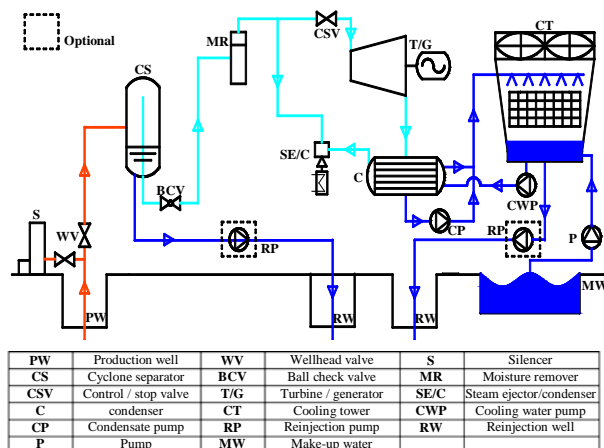 Optional
MR
CSV
T/G
CT
CS
SE/C
C
BCV
CWP
CP
S
WV
RP
RP
P
MW
PW
RW
RW
PW Production well WV Wellhead valve S Silencer
CS Cyclone separator BCV Ball check valve MR Moisture remover
CSV Control / stop valve T/G Turbine / generator SE/C Steam ejector/condenser
C condenser CT Cooling tower CWP Cooling water pump
CP Condensate pump RP Reinjection pump RW Reinjection well
P Pump MW Make-up water